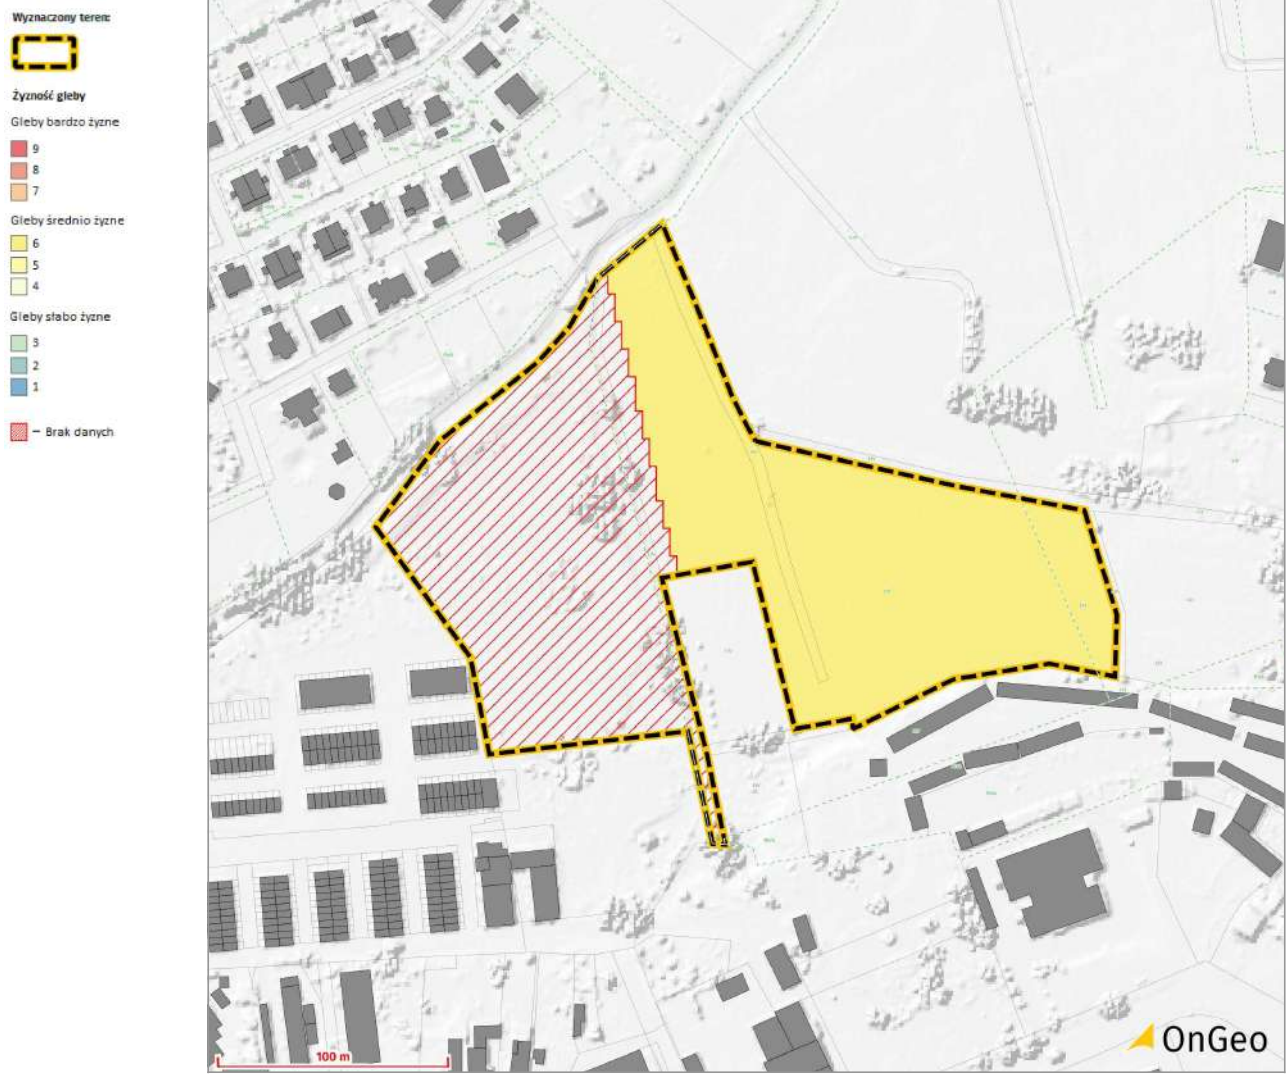 Wyznaczony teren:
Żyzność gleby
Gleby bardzo żyzne
9
8
7
Gleby średnio żyzne
6
5
4
Gleby słabo żyzne
3
2
1
– Brak danych
100 m
OnGeo